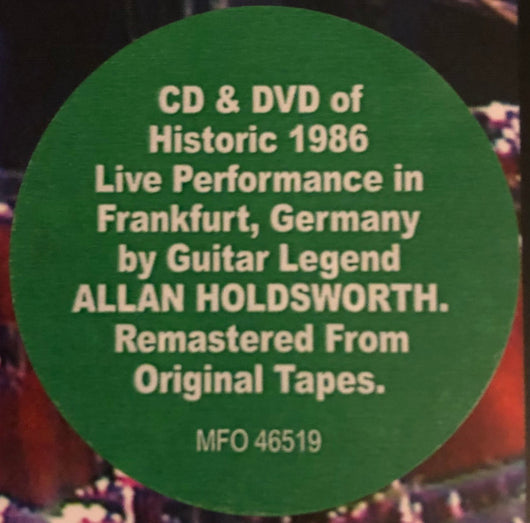 CD & DVD of
Historic 1986
Live Performance in
Frankfurt, Germany
by Guitar Legend
ALLAN HOLDSWORTH.
Remastered From
Original Tapes.
MFO 46519